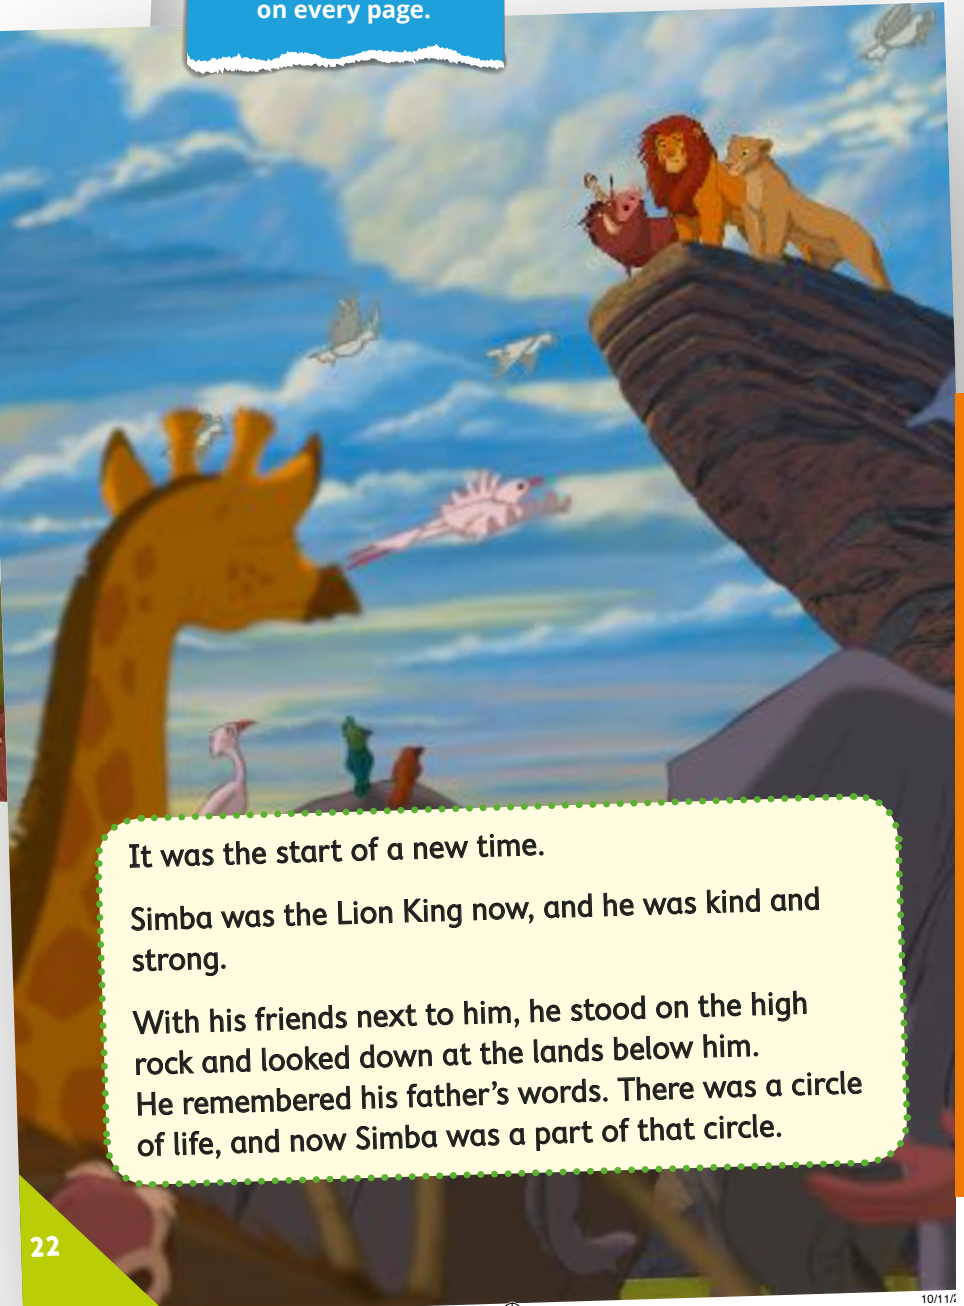 on every page.
It was the start of a new time.
Simba was the Lion King now, and he was kind and
strong.
With his friends next to him, he stood on the high
rock and looked down at the lands below him.
He remembered his father’s words. There was a circle
of life, and now Simba was a part of that circle.
22
10/11/2